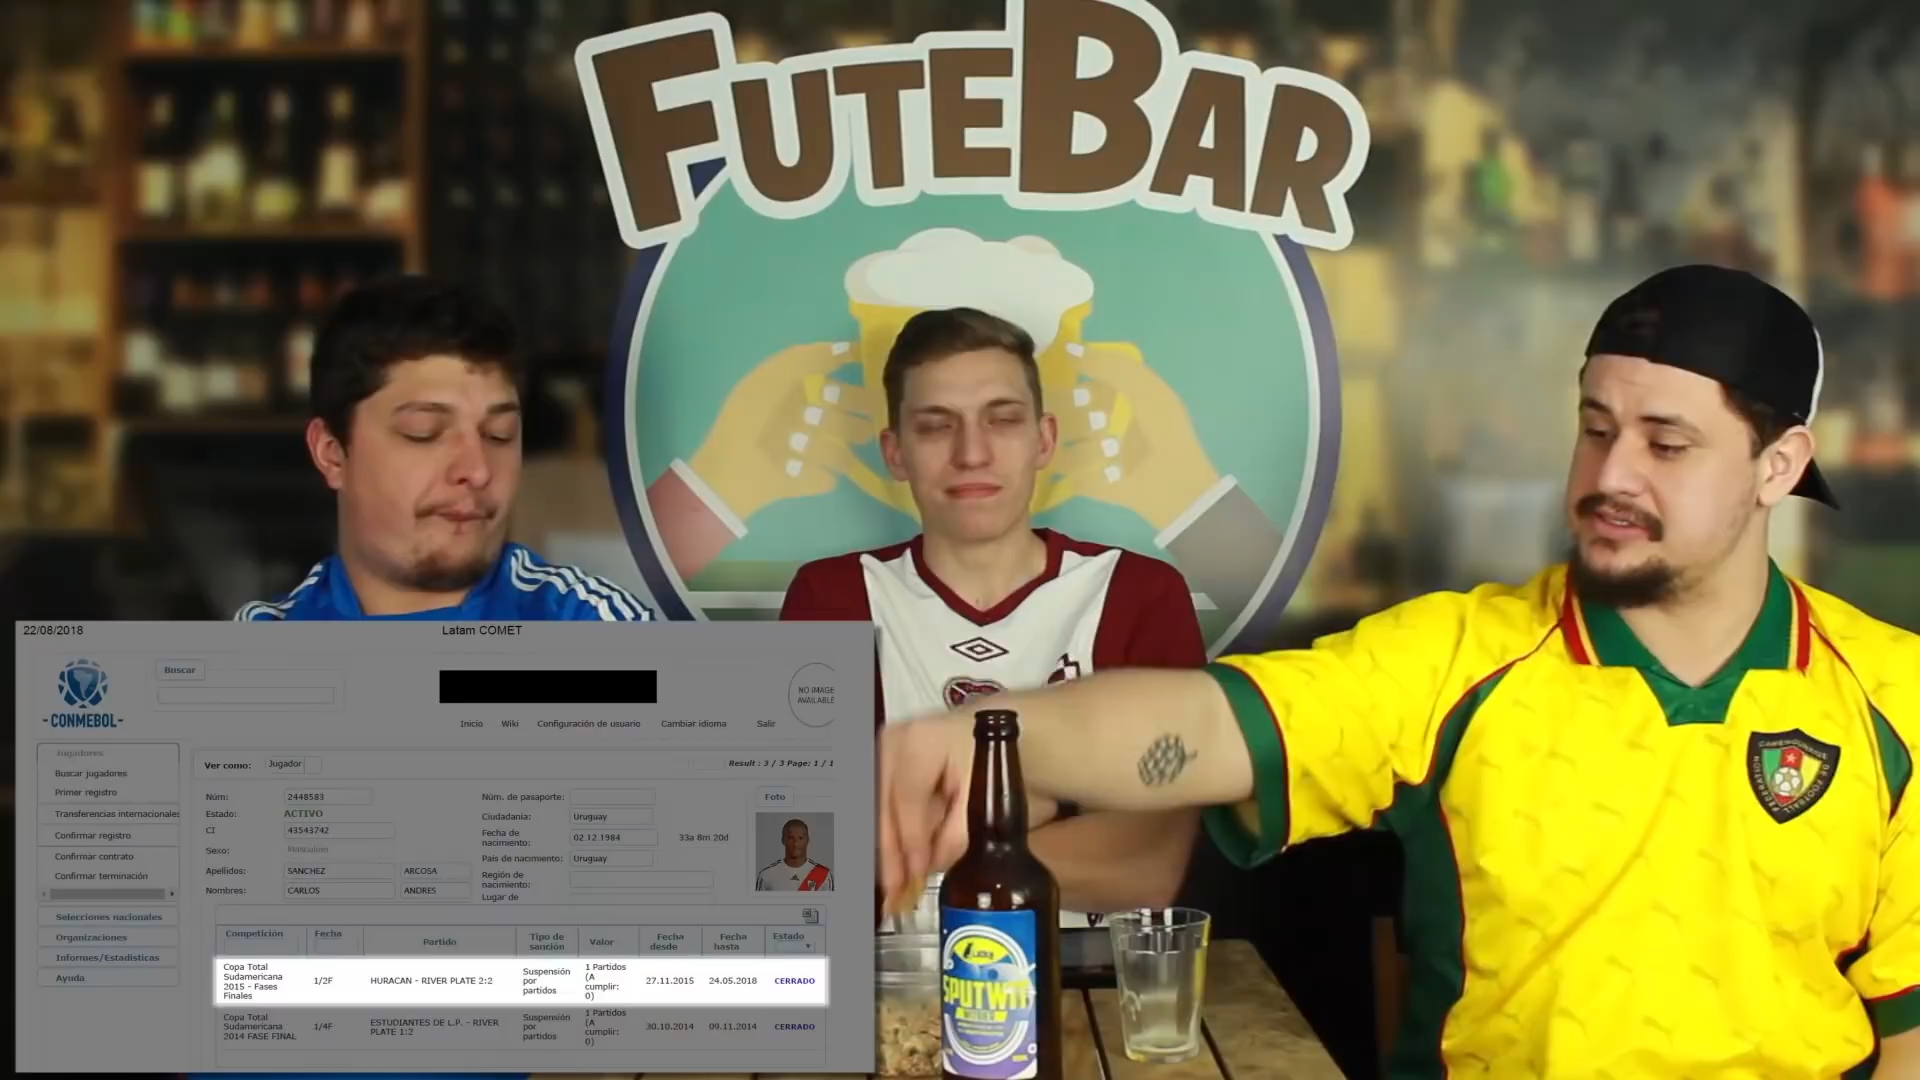 FUTEBAR
22/08/2018
Latam COMET
Buscar
NO IMAGE
AVAILABLE
-CONMEBOL-
Inicio Wiki Configuración de usuario Cambiar idioma Salir
Jugadores
Buscar jugadores
Primer registro
Transferencias internacionales
Confirmar registro
Confirmar contrato
Confirmar terminación
Selecciones nacionales
Organizaciones
Informes/Estadísticas
Ayuda
Ver como: Jugador
Result : 3 / 3 Page: 1 / 1
Núm: 2448583
Estado: ACTIVO
CI 43543742
Sexo: Masculino
Apellidos: SANCHEZ ARCOSA
Nombres: CARLOS ANDRES
Núm. de pasaporte:
Ciudadanía: Uruguay
Fecha de
nacimiento: 02.12.1984 33a 8m 20d
País de nacimiento: Uruguay
Región de
nacimiento:
Lugar de
Foto
Competición Fecha Partido Tipo de
sanción Valor Fecha
desde Fecha
hasta Estado
Copa Total
Sudamericana
2015 - Fases
Finales
1/2F
HURACAN - RIVER PLATE 2:2
Suspensión
por
partidos
1 Partidos
(A
cumplir:
0)
27.11.2015 24.05.2018 CERRADO
Copa Total
Sudamericana
2014 FASE FINAL
1/4F
ESTUDIANTES DE L.P. - RIVER
PLATE 1:2
Suspensión
por
partidos
1 Partidos
(A
cumplir:
0)
30.10.2014 09.11.2014 CERRADO
SPUTWIT